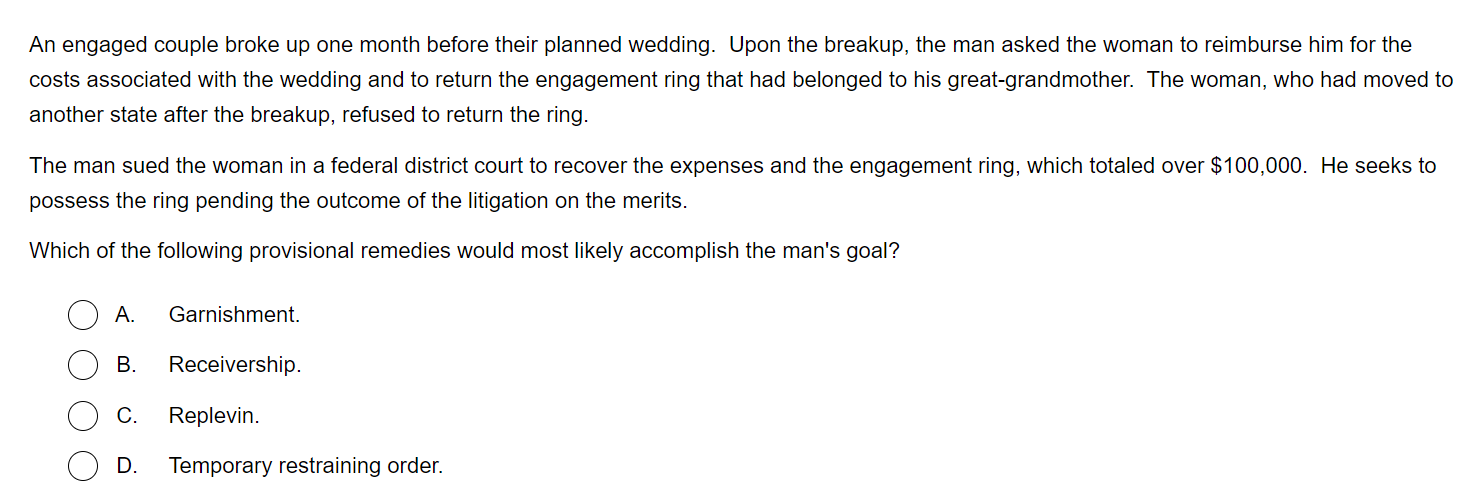 An engaged couple broke up one month before their planned wedding.  Upon the breakup, the man asked the woman to reimburse him for the
costs associated with the wedding and to return the engagement ring that had belonged to his great-grandmother.  The woman, who had moved to
another state after the breakup, refused to return the ring.
The man sued the woman in a federal district court to recover the expenses and the engagement ring, which totaled over $100,000.  He seeks to
possess the ring pending the outcome of the litigation on the merits.
Which of the following provisional remedies would most likely accomplish the man's goal?
A. Garnishment.
B. Receivership.
C. Replevin.
D. Temporary restraining order.